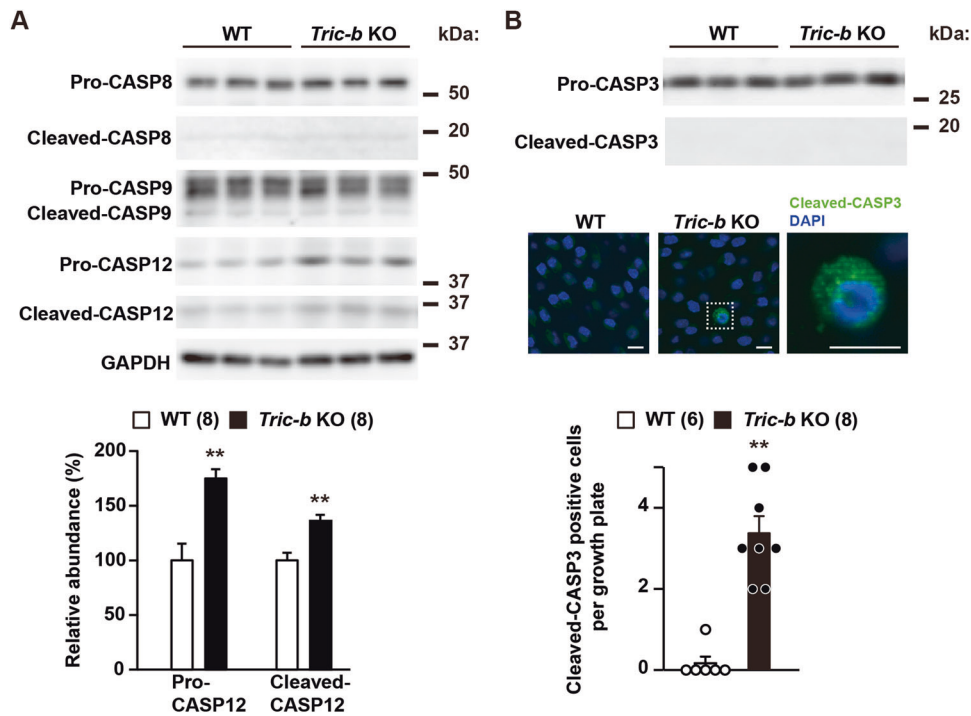 A
WT
Tric-b KO
kDa:
Pro-CASP8
50
Cleaved-CASP8
20
Pro-CASP9
50
Cleaved-CASP9
Pro-CASP12
37
Cleaved-CASP12
37
GAPDH
37
WT (8)
Tric-b KO (8)
Relative abundance (%)
200
150
100
50
0
**
**
Pro-
CASP12
Cleaved-
CASP12
B
WT
Tric-b KO
kDa:
Pro-CASP3
25
Cleaved-CASP3
20
WT
Tric-b KO
Cleaved-CASP3
DAPI
WT (6)
Tric-b KO (8)
Cleaved-CASP3 positive cells
per growth plate
4
2
0
**